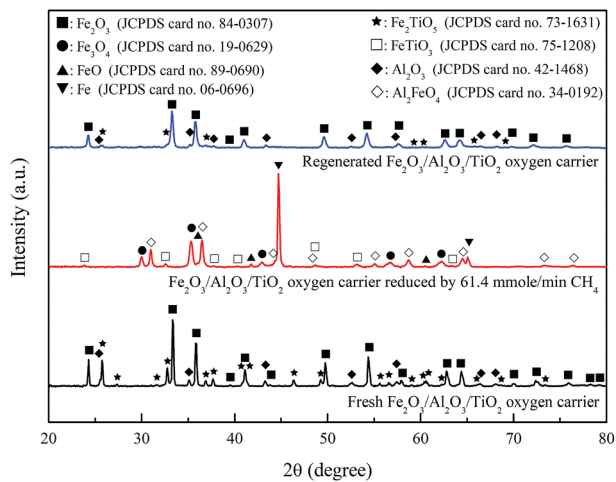 Fe₂O₃ (JCPDS card no. 84-0307)
Fe₃O₄ (JCPDS card no. 19-0629)
FeO (JCPDS card no. 89-0690)
Fe (JCPDS card no. 06-0696)
Fe₂TiO₅ (JCPDS card no. 73-1631)
FeTiO₃ (JCPDS card no. 75-1208)
Al₂O₃ (JCPDS card no. 42-1468)
Al₂FeO₄ (JCPDS card no. 34-0192)
Regenerated Fe₂O₃/Al₂O₃/TiO₂ oxygen carrier
Fe₂O₃/Al₂O₃/TiO₂ oxygen carrier reduced by 61.4 mmole/min CH₄
Fresh Fe₂O₃/Al₂O₃/TiO₂ oxygen carrier
Intensity (a.u.)
20 30 40 50 60 70 80
2θ (degree)